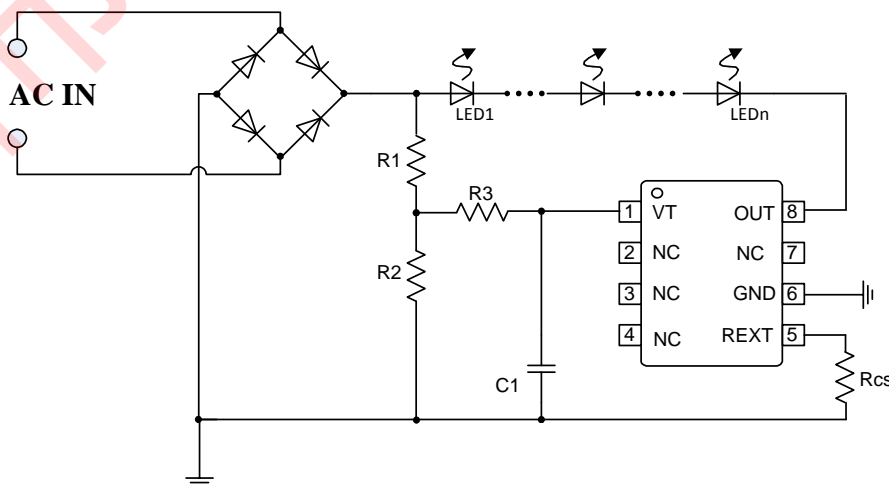 AC IN
LED1
LEDn
R1
R3
R2
C1
1 VT OUT 8
2 NC NC 7
3 NC GND 6
4 NC REXT 5
Rcs